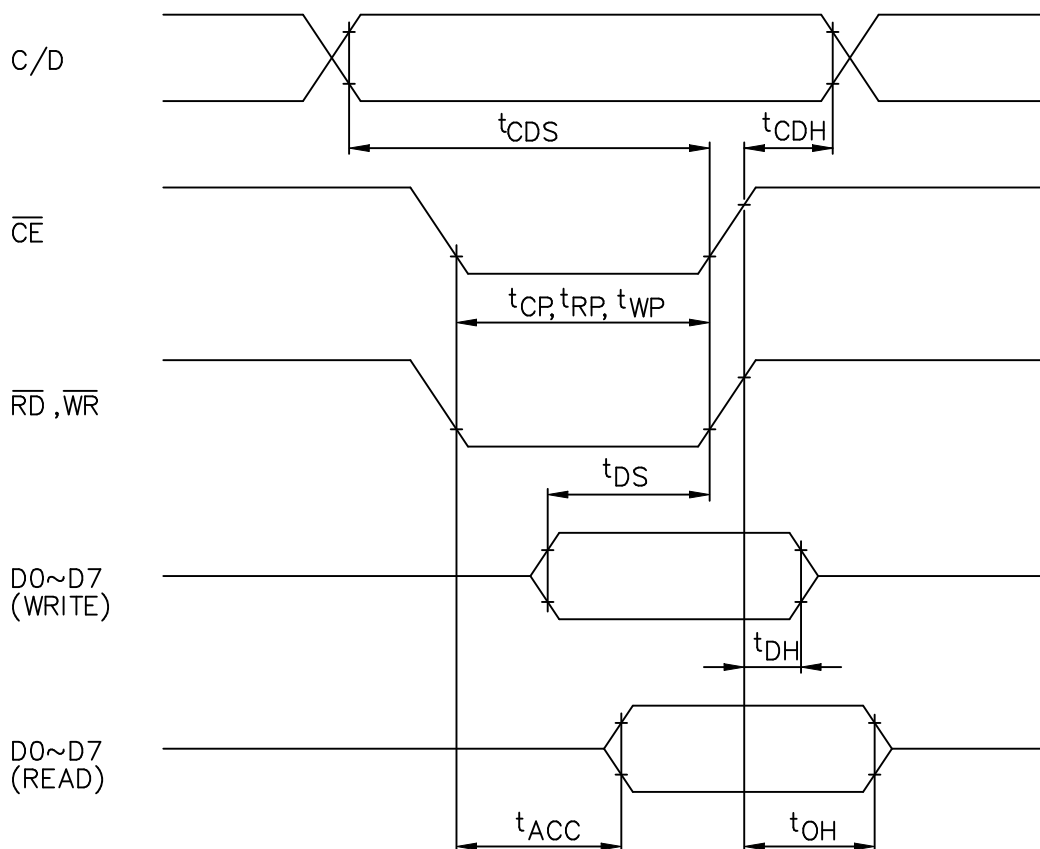 C/D
tCDS
tCDH
CE
tCP, tRP, tWP
RD ,WR
tDS
D0~D7
(WRITE)
tDH
D0~D7
(READ)
tACC
tOH